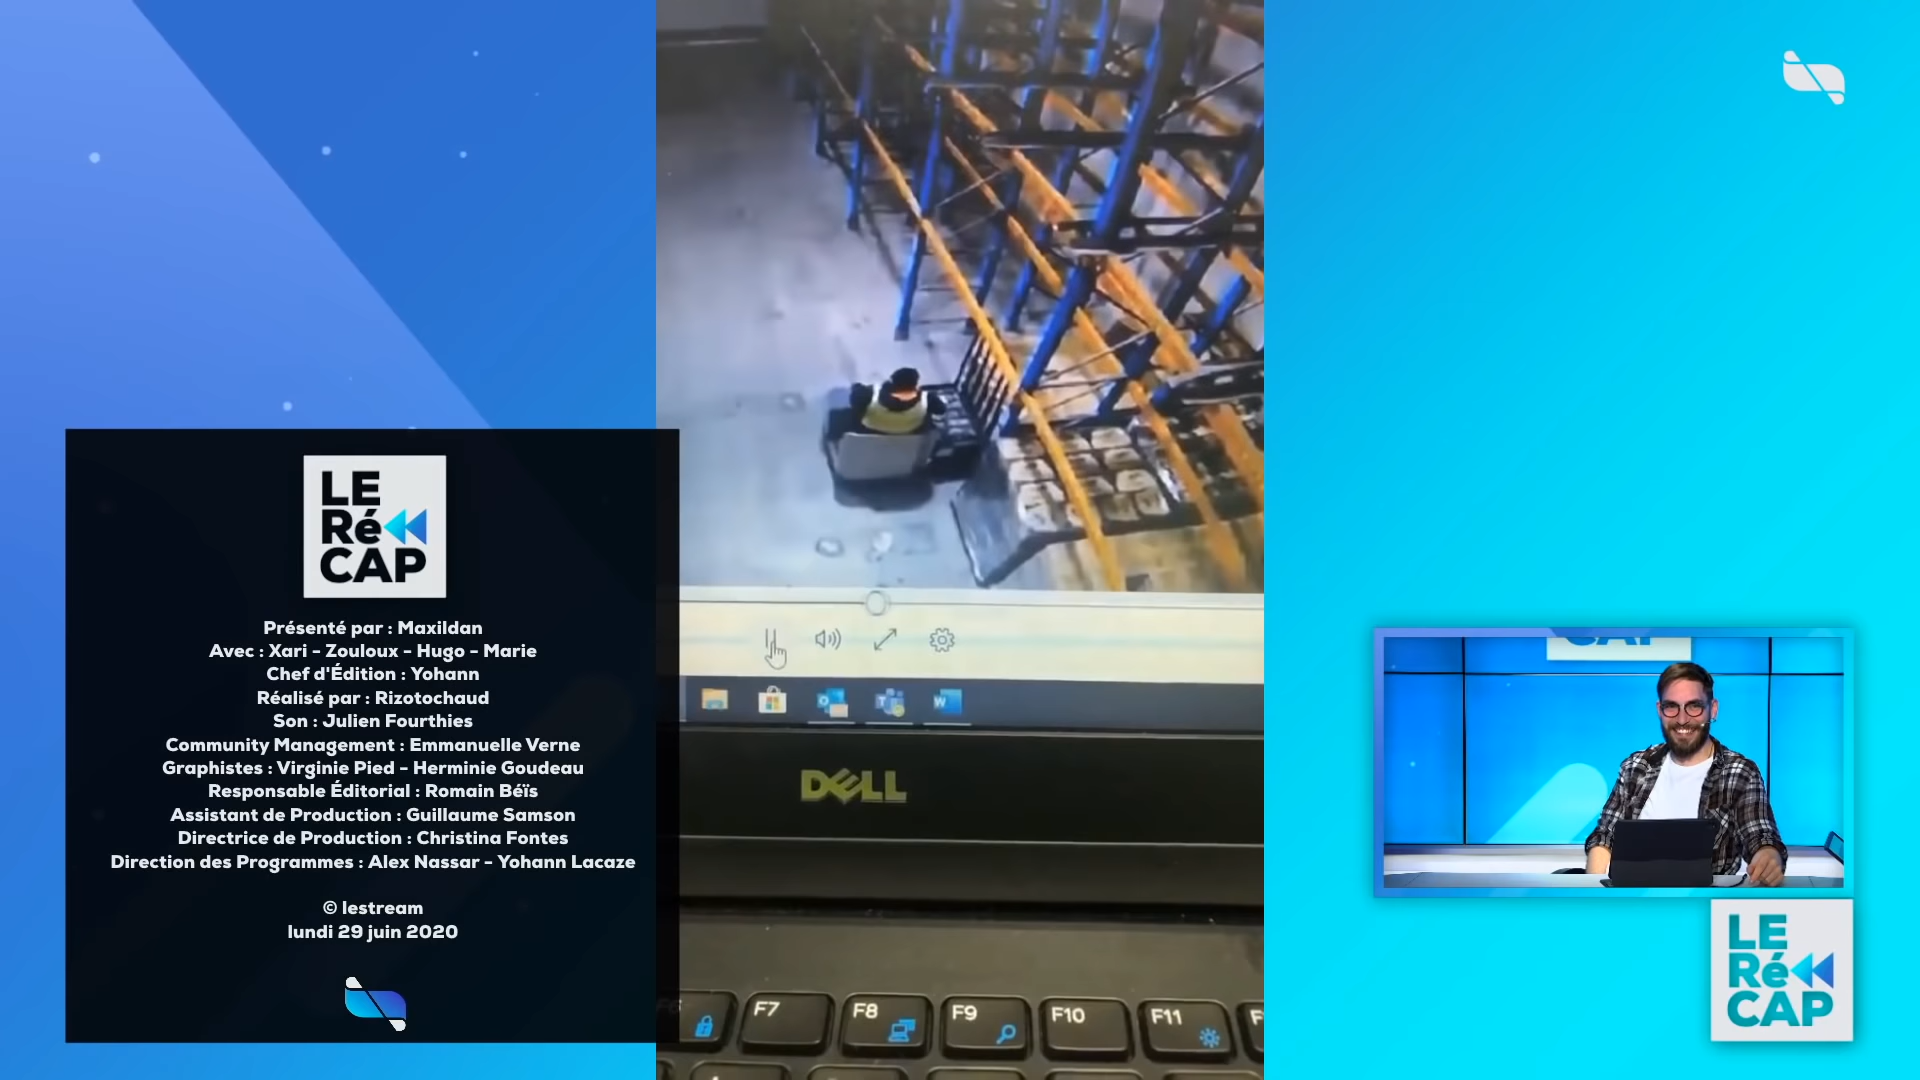 LE
Ré
CAP
Présenté par : Maxildan
Avec : Xari - Zouloux - Hugo - Marie
Chef d'Édition : Yohann
Réalisé par : Rizotochaud
Son : Julien Fourthies
Community Management : Emmanuelle Verne
Graphistes : Virginie Pied - Herminie Goudeau
Responsable Éditorial : Romain Béïs
Assistant de Production : Guillaume Samson
Directrice de Production : Christina Fontes
Direction des Programmes : Alex Nassar - Yohann Lacaze
© lestream
lundi 29 juin 2020
W
DELL
F6 F7 F8 F9 F10 F11
CAP
LE
Ré
CAP